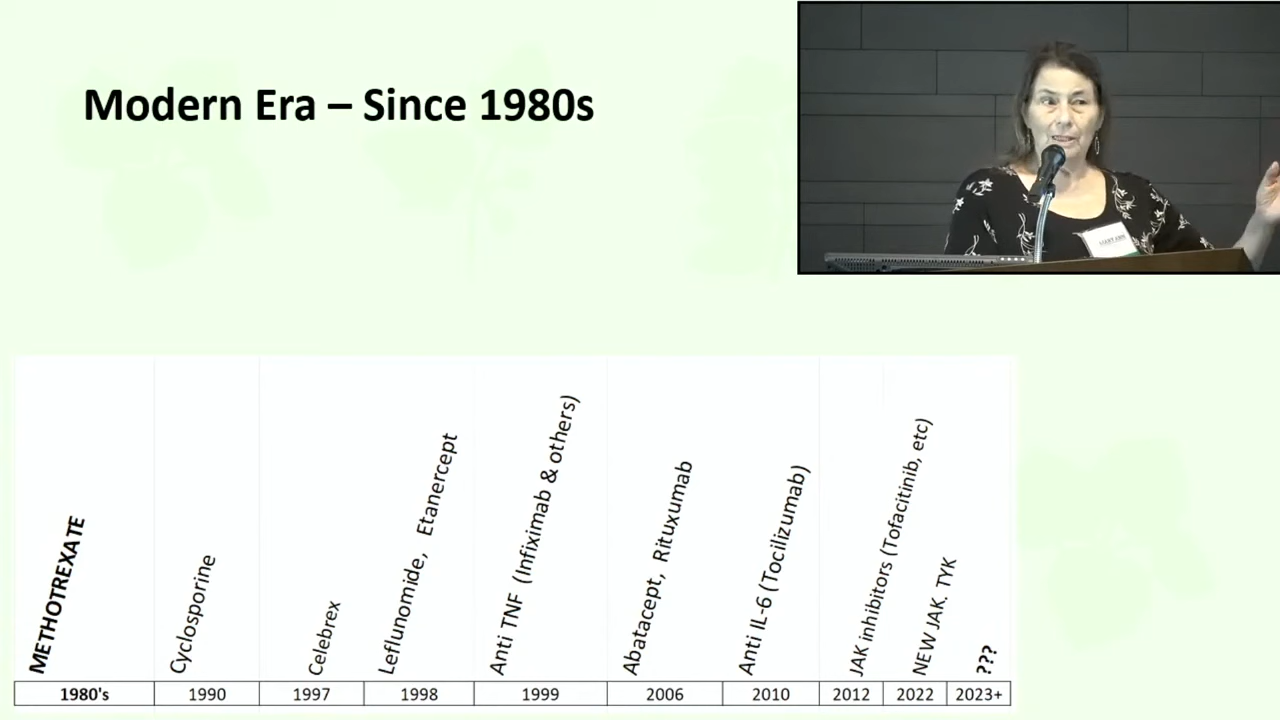 Modern Era – Since 1980s
METHOTREXATE
Cyclosporine
Celebrex
Leflunomide, Etanercept
Anti TNF (Infiximab & others)
Abatacept, Rituxumab
Anti IL-6 (Tocilizumab)
JAK inhibitors (Tofacitinib, etc)
NEW JAK. TYK
???
1980's
1990
1997
1998
1999
2006
2010
2012
2022
2023+